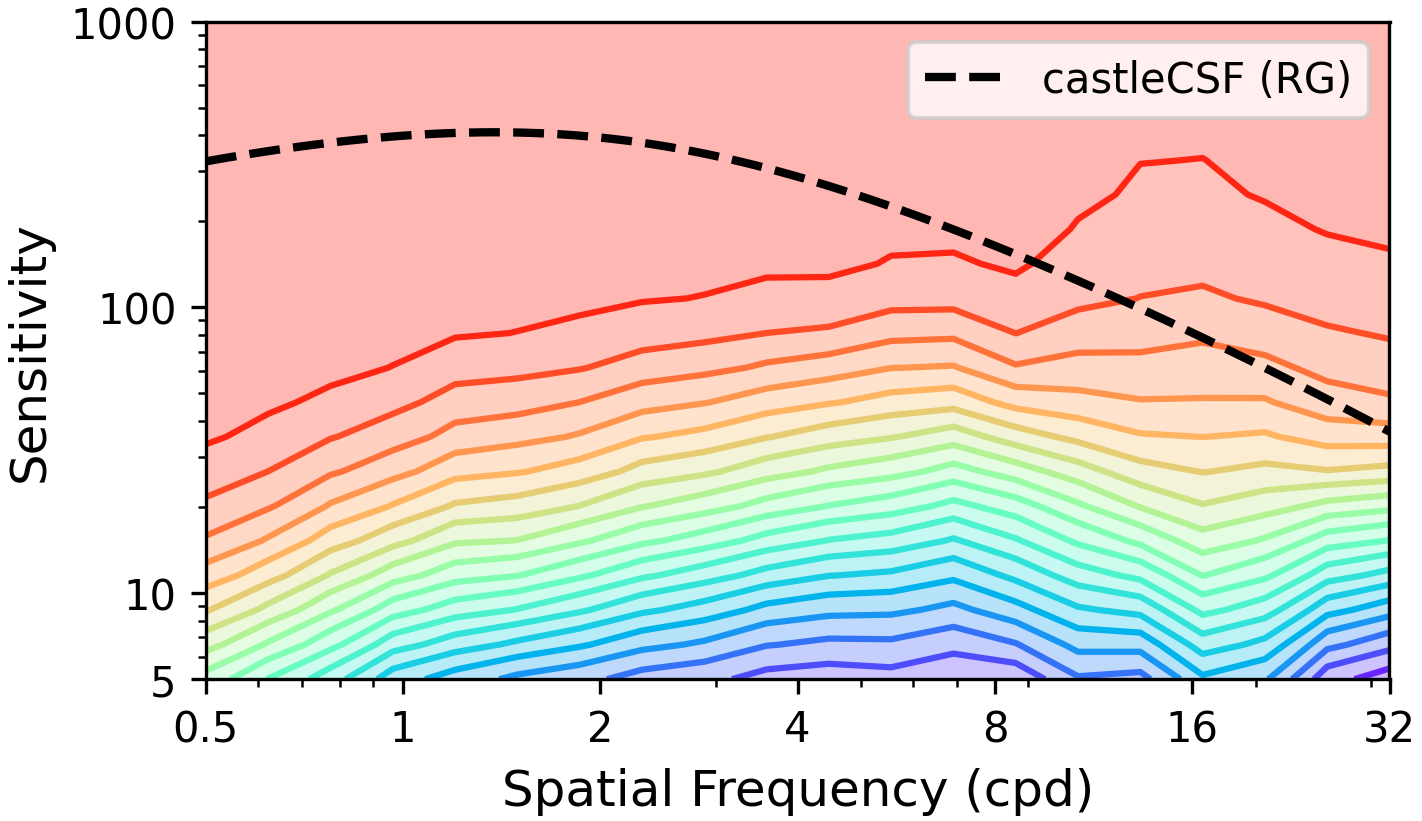 1000
100
10
5
Sensitivity
castleCSF (RG)
0.5 1 2 4 8 16 32
Spatial Frequency (cpd)